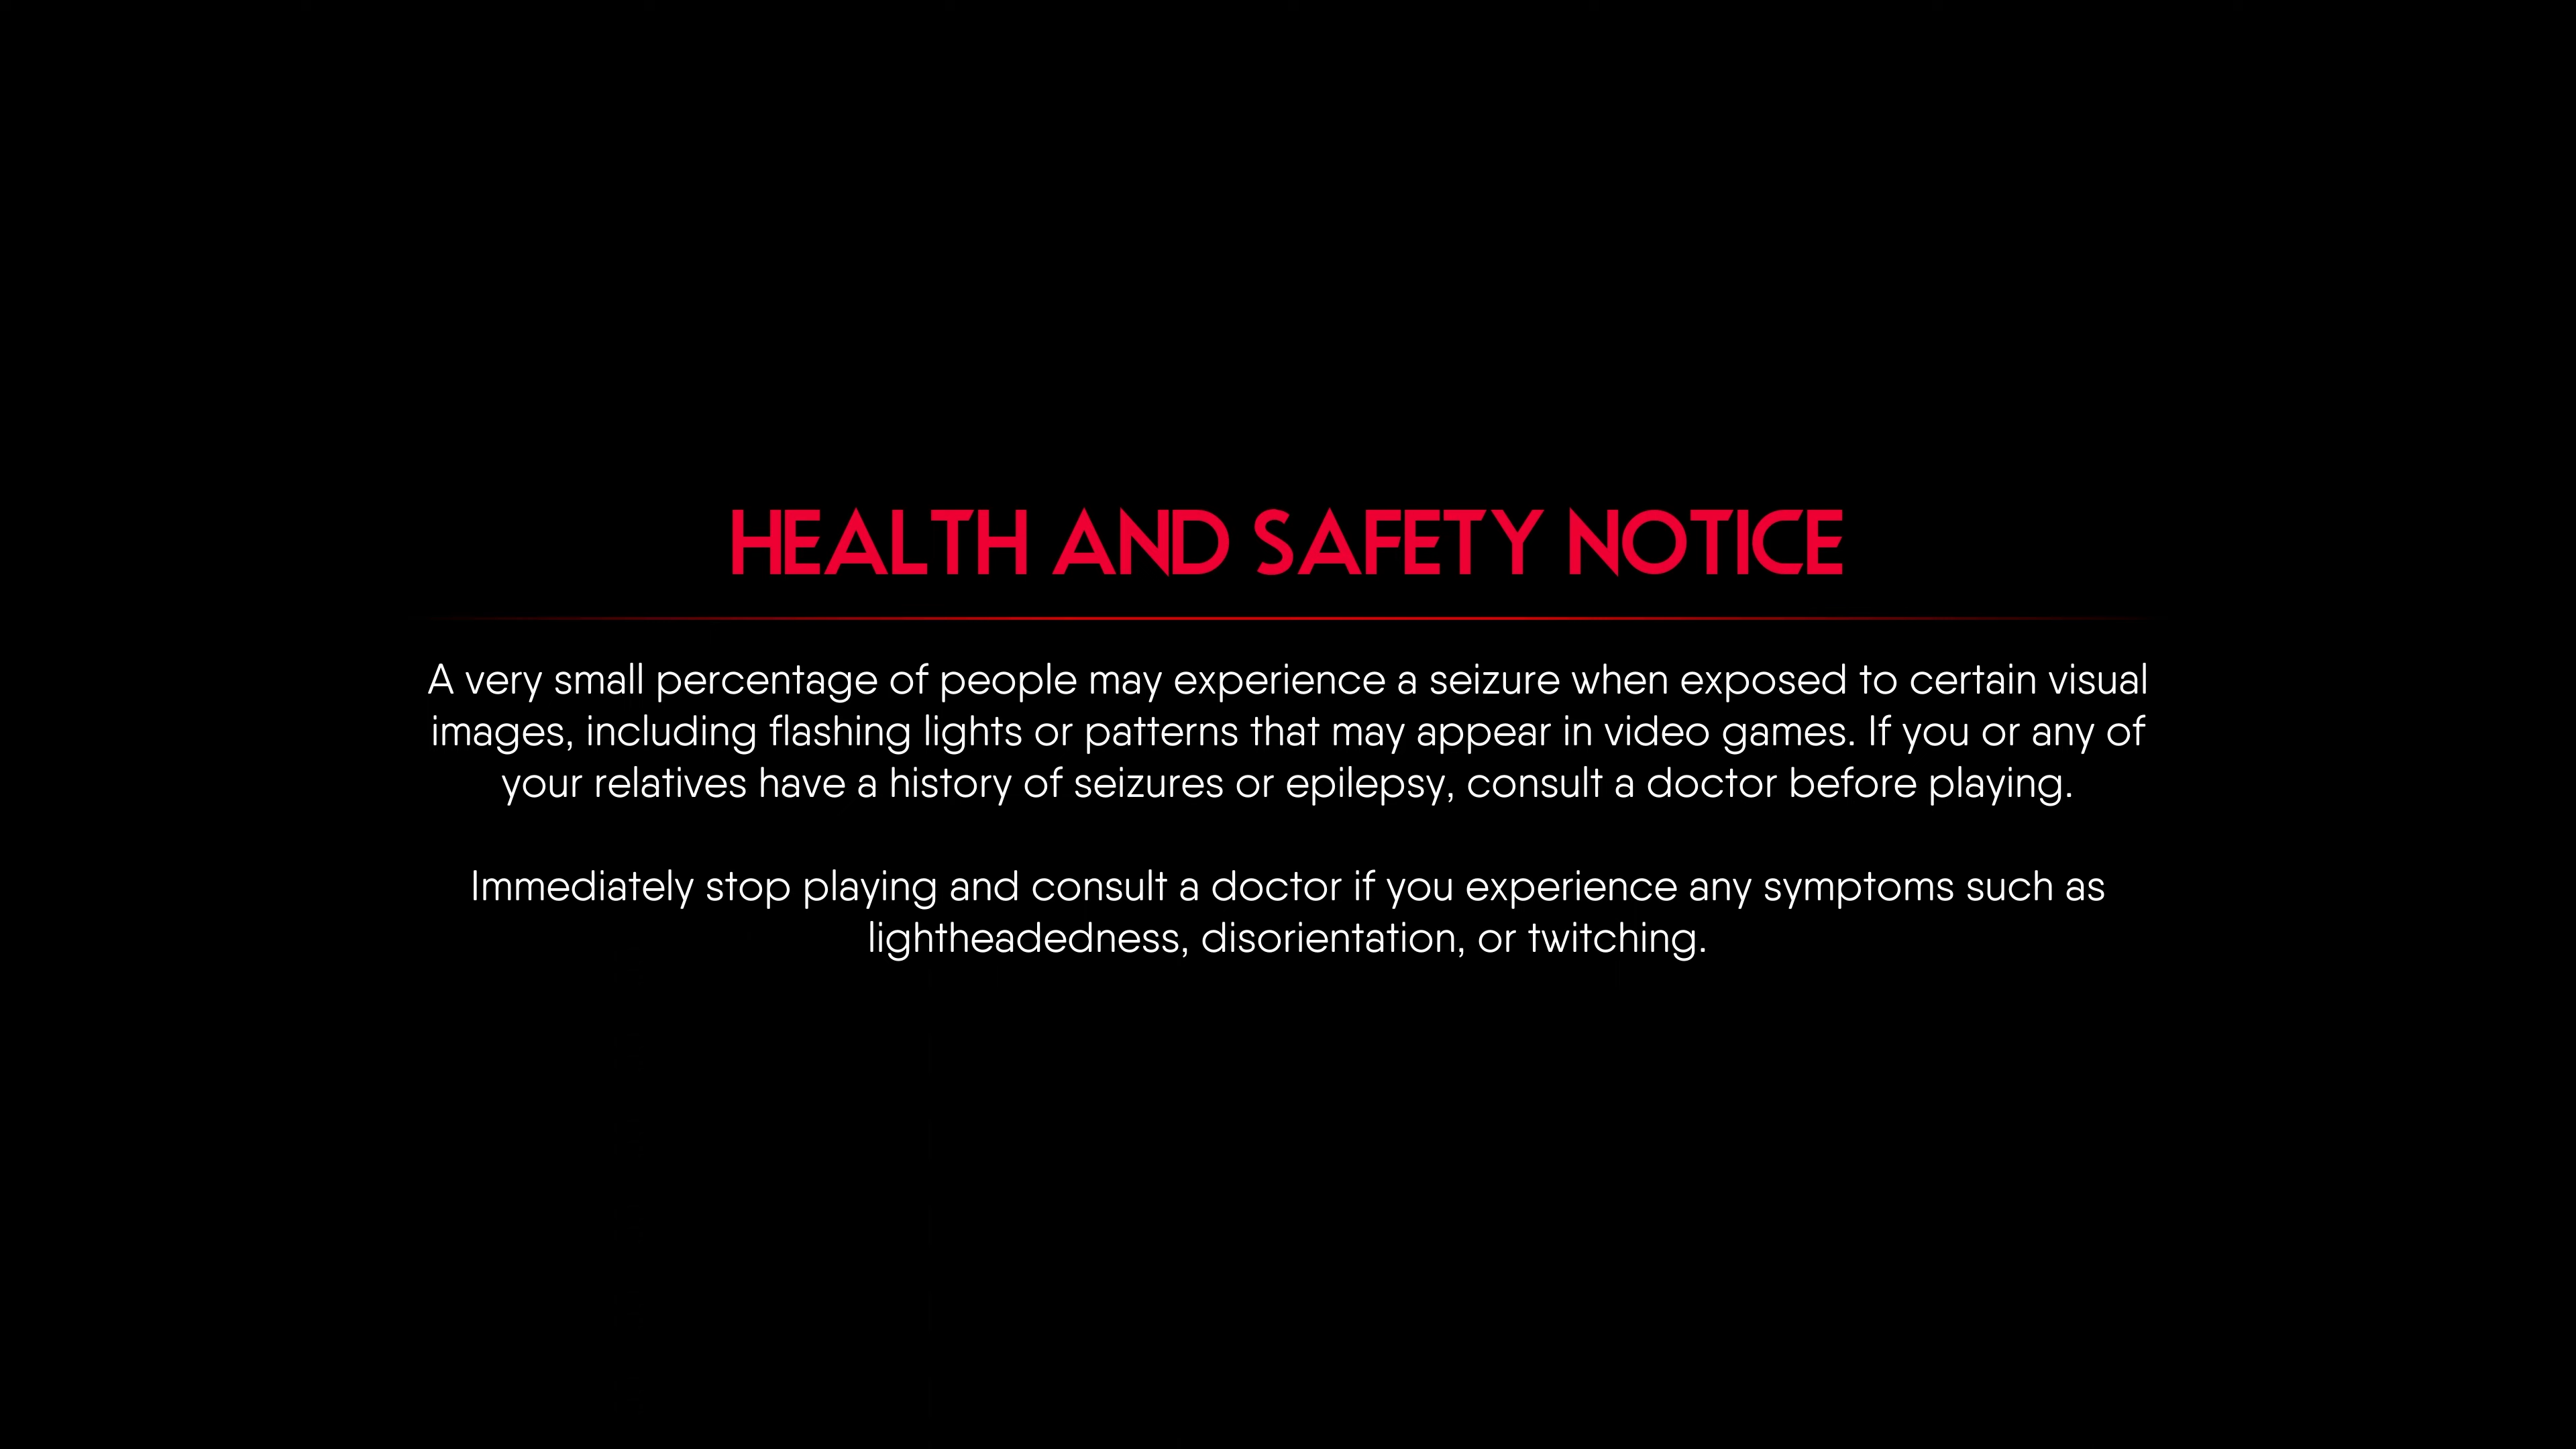 HEALTH AND SAFETY NOTICE
A very small percentage of people may experience a seizure when exposed to certain visual
images, including flashing lights or patterns that may appear in video games. If you or any of
your relatives have a history of seizures or epilepsy, consult a doctor before playing.
Immediately stop playing and consult a doctor if you experience any symptoms such as
lightheadedness, disorientation, or twitching.